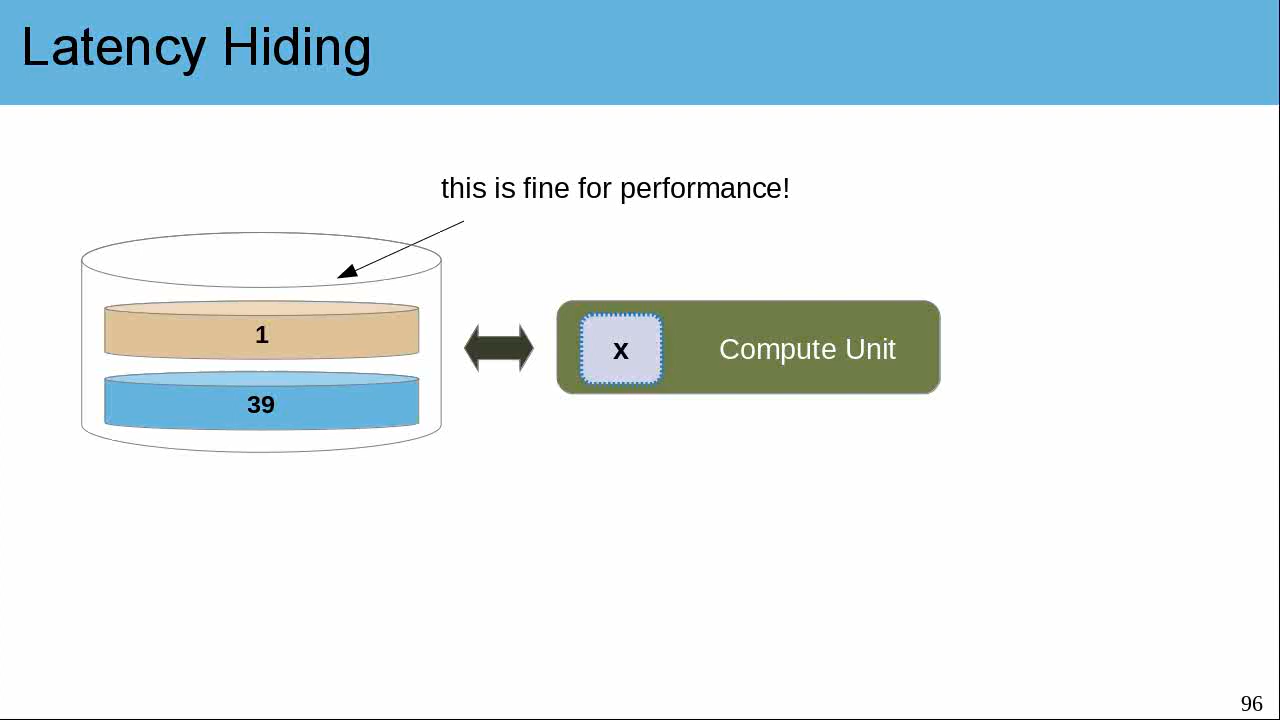 Latency Hiding
this is fine for performance!
1
39
x
Compute Unit
96